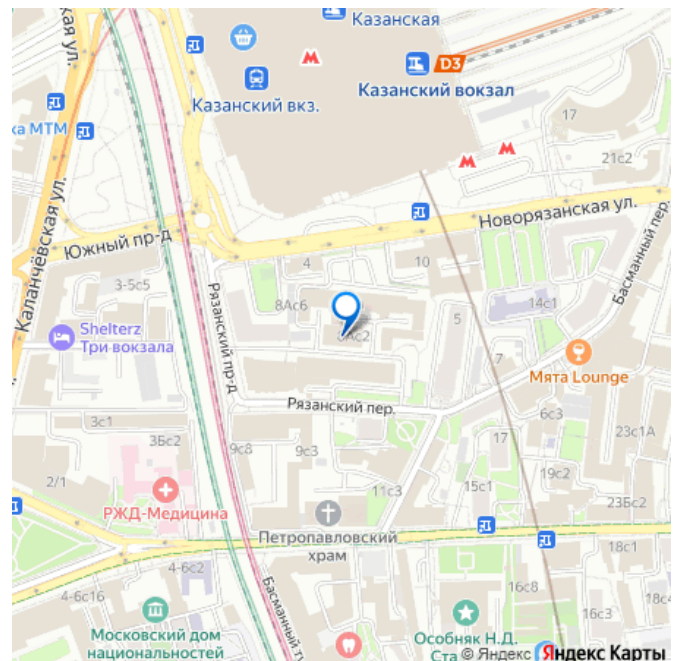 Казанская
D3
Казанский вкз.
Казанский вокзал
ка МТМ
17
21с2
Новорязанская ул.
Южный пр-д
Каланчёвская ул.
Басманный пер.
3-5с5
4
10
8Ас6
14с1
Рязанский пр-д
Shelterz
Три вокзала
8Ас2
5
7
Мята Lounge
Рязанский пер.
6с3
3с1
3Бс2
9с8
9с3
17
23с1А
2/1
11с3
15с1
19с2
РЖД-Медицина
23Бс2
Петропавловский
храм
18с1
4-6с2
4-6с16
Басманный ту
16с8
16с3
18с4
Московский дом
национальностей
Особняк Н.Д.
Ста
© Яндекс
Яндекс Карты